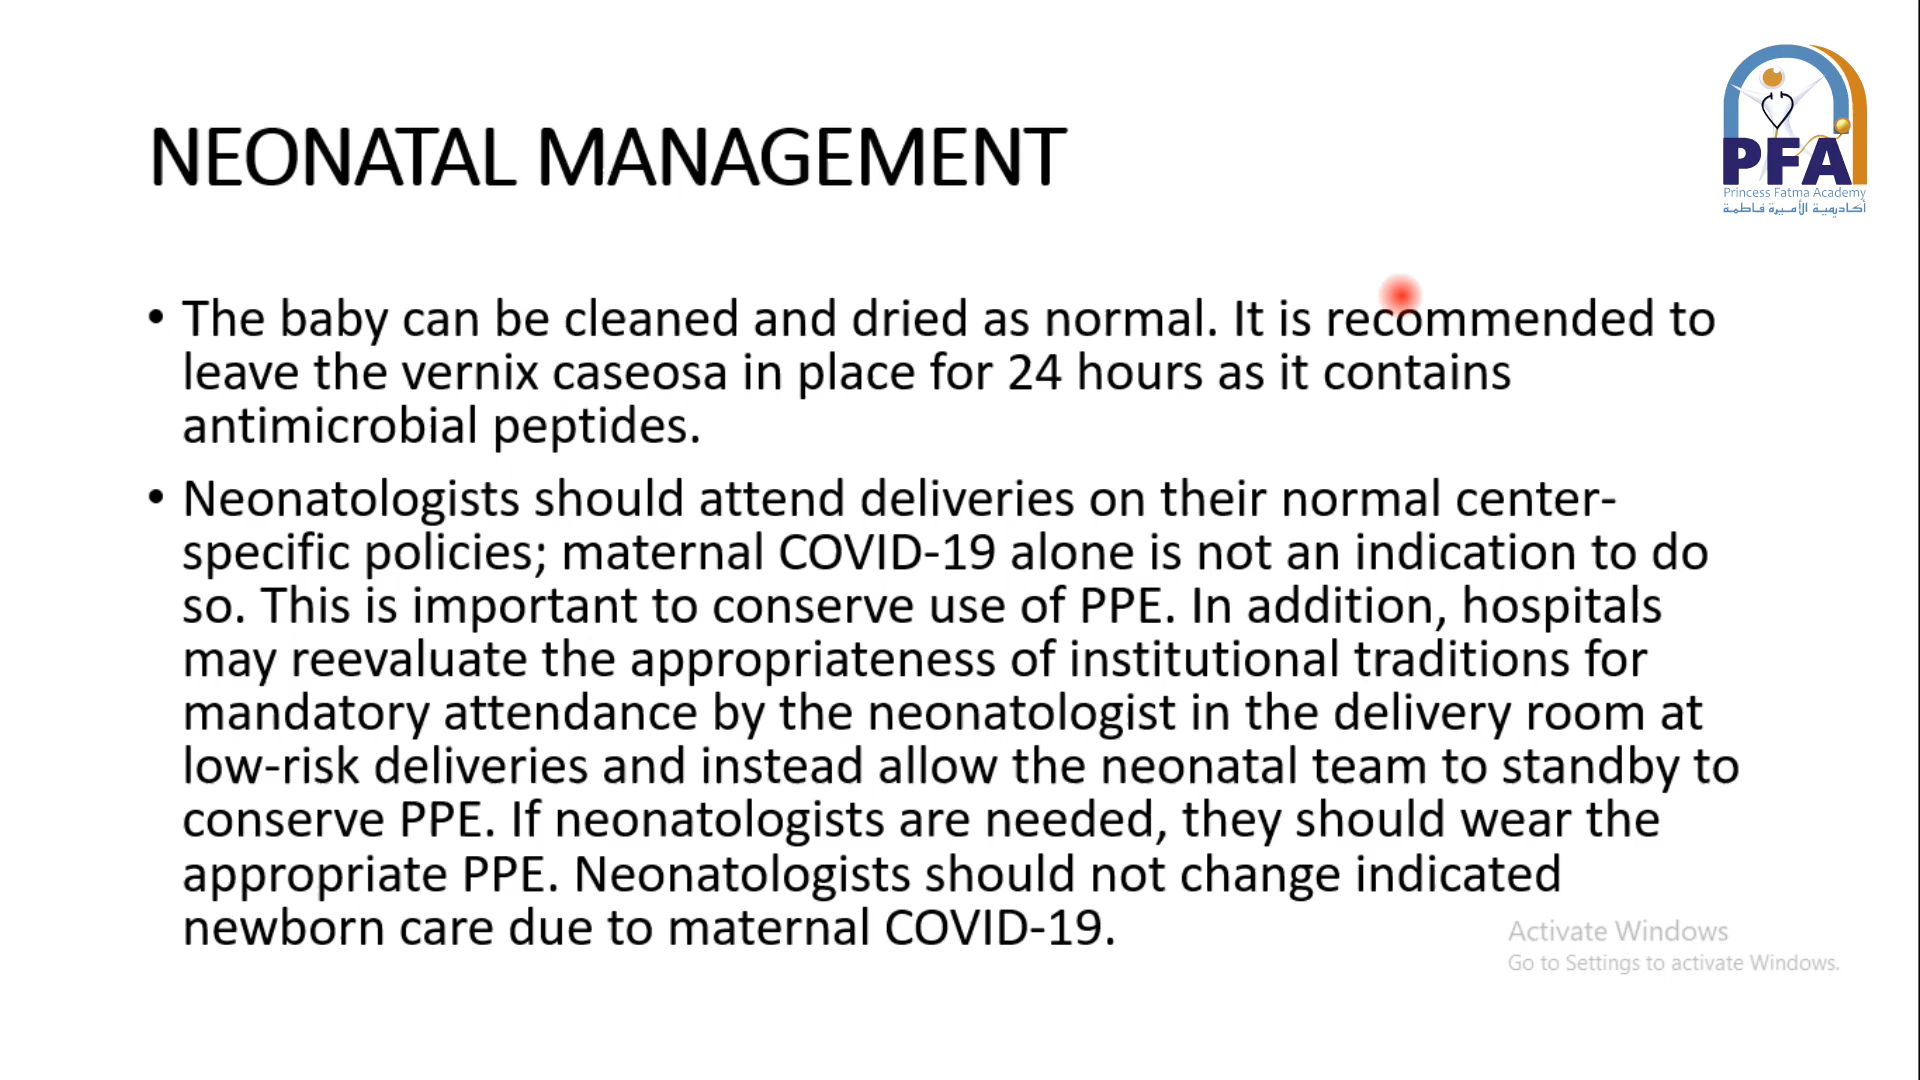 NEONATAL MANAGEMENT
PFA
Princess Fatma Academy
أكاديمية الأميرة فاطمة
• The baby can be cleaned and dried as normal. It is recommended to
leave the vernix caseosa in place for 24 hours as it contains
antimicrobial peptides.
• Neonatologists should attend deliveries on their normal center-
specific policies; maternal COVID-19 alone is not an indication to do
so. This is important to conserve use of PPE. In addition, hospitals
may reevaluate the appropriateness of institutional traditions for
mandatory attendance by the neonatologist in the delivery room at
low-risk deliveries and instead allow the neonatal team to standby to
conserve PPE. If neonatologists are needed, they should wear the
appropriate PPE. Neonatologists should not change indicated
newborn care due to maternal COVID-19.
Activate Windows
Go to Settings to activate Windows.